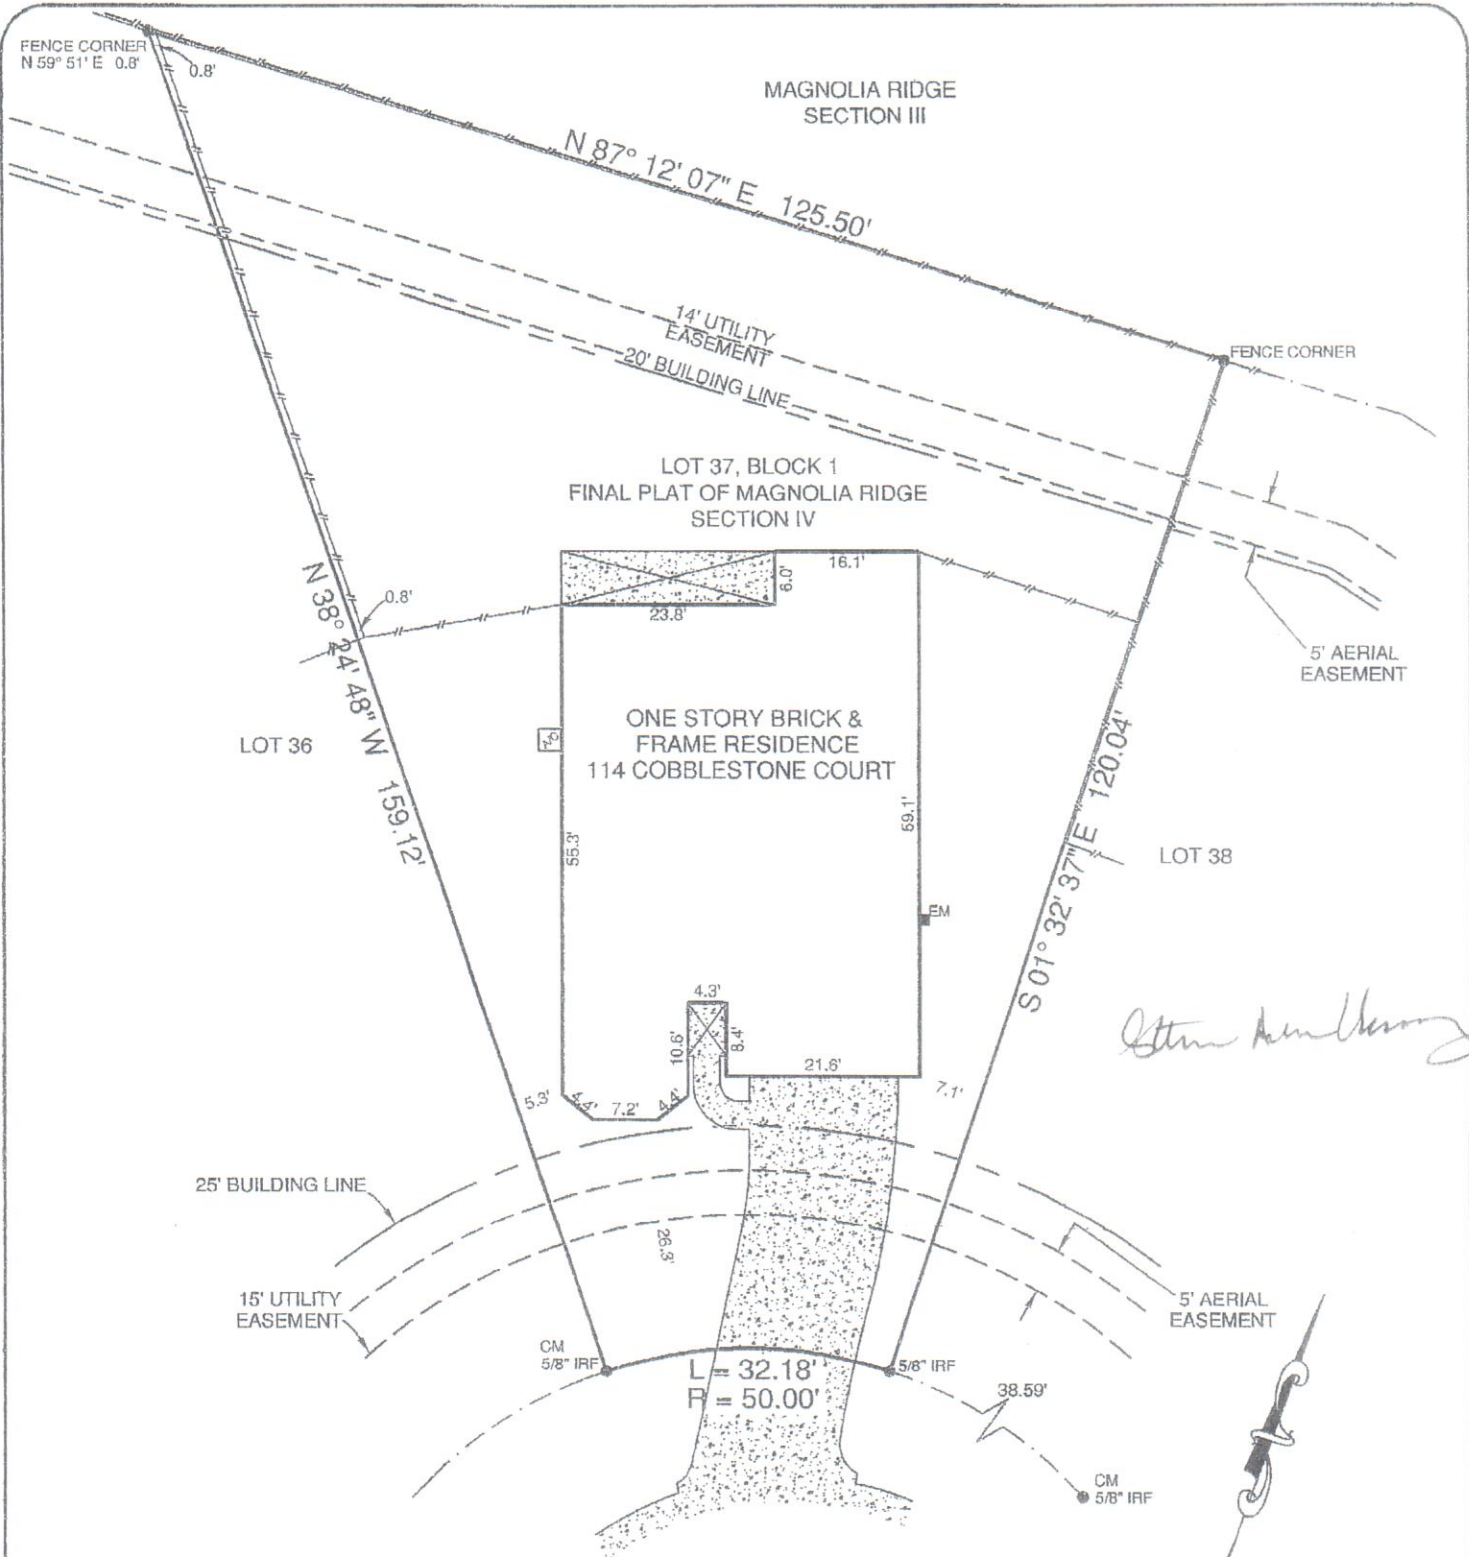 FENCE CORNER
N 59° 51' E 0.8'
0.8'
MAGNOLIA RIDGE
SECTION III
N 87° 12' 07" E 125.50'
14' UTILITY
EASEMENT
20' BUILDING LINE
FENCE CORNER
LOT 37, BLOCK 1
FINAL PLAT OF MAGNOLIA RIDGE
SECTION IV
16.1'
6.0'
23.8'
0.8'
N 38° 24' 48" W 159.12'
5' AERIAL
EASEMENT
LOT 36
ONE STORY BRICK &
FRAME RESIDENCE
114 COBBLESTONE COURT
55.3'
59.1'
S 01° 32' 37" E 120.04'
LOT 38
EM
4.3'
10.6'
8.4'
21.6'
5.3'
4.4'
7.2'
4.4'
7.1'
25' BUILDING LINE
26.3'
15' UTILITY
EASEMENT
5' AERIAL
EASEMENT
CM
5/8" IRF
L = 32.18'
R = 50.00'
5/8" IRF
38.59'
CM
5/8" IRF